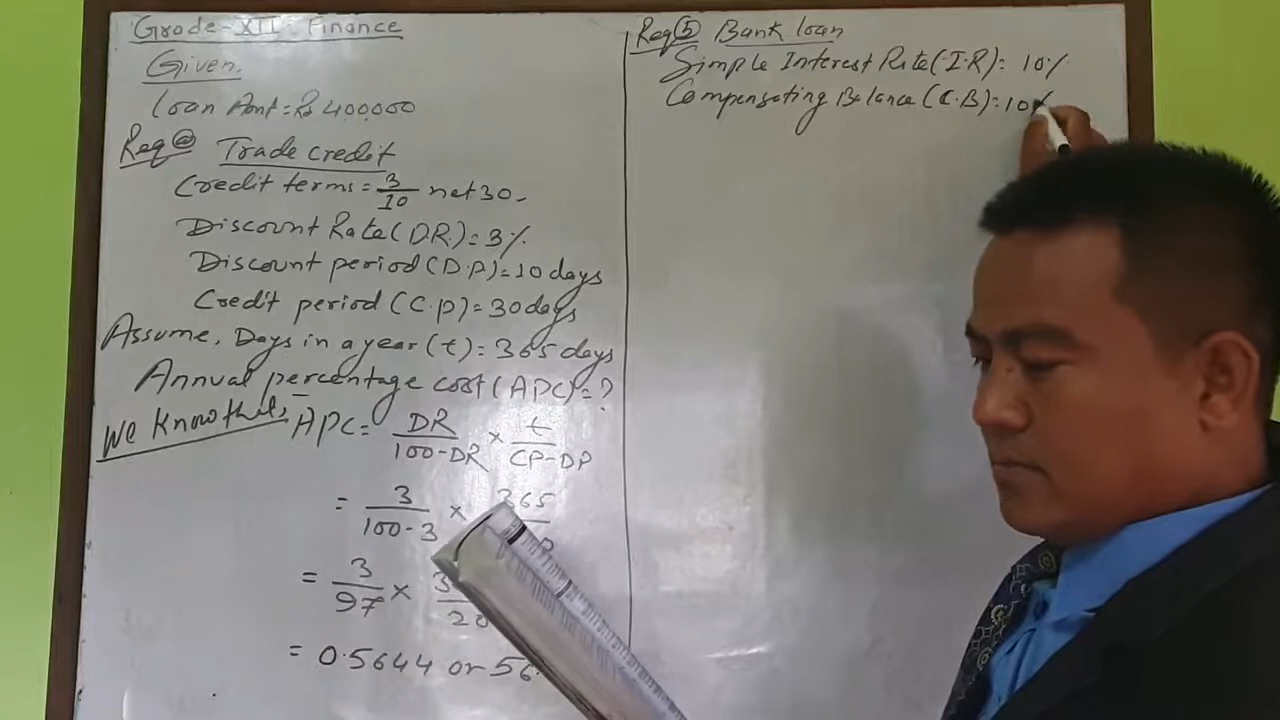 Grade-XII Finance
Given,
Loan Amt = Rs 400,000
Req @ Trade credit
Credit terms = 3/10 net 30.
Discount Rate (D.R.) = 3%
Discount period (D.P) = 10 days
Credit period (C.P) = 30 days
Assume, Days in a year (t) = 365 days
Annual percentage cost (APC) = ?
We know that, APC = DR/100-DR × t/CP-DP
= 3/100-3 × 365
= 3/97 × 3 /20
= 0.5644 or 56.
Req ⓑ Bank loan
Simple Interest Rate (I.R) = 10%
Compensating Balance (C.B) = 10%